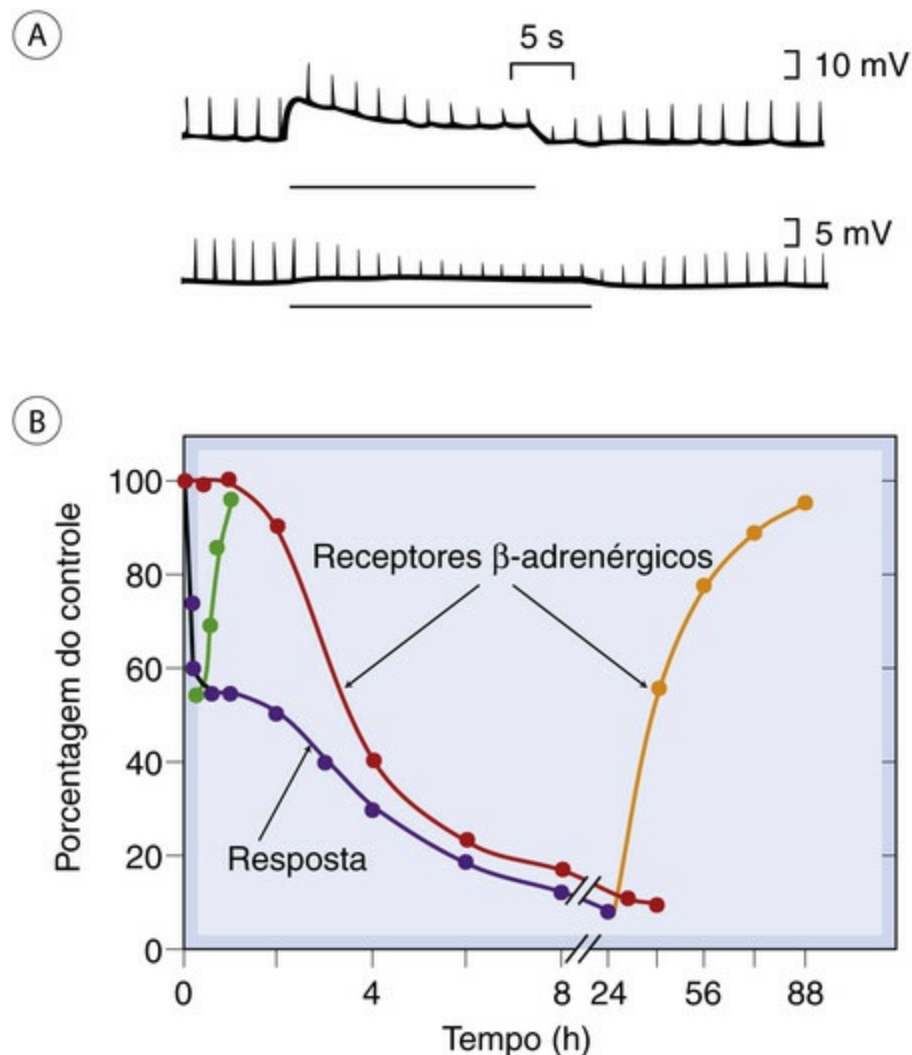 A
5 s
10 mV
5 mV
B
Porcentagem do controle
100
80
60
40
20
0
Receptores β-adrenérgicos
Resposta
0 4 8 24 56 88
Tempo (h)